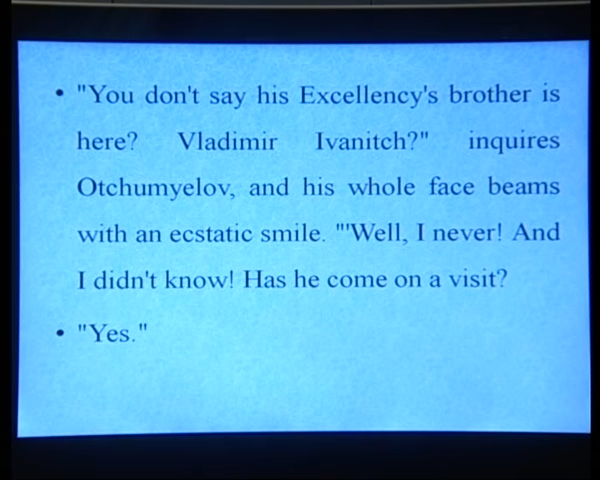 • "You don't say his Excellency's brother is
here? Vladimir Ivanitch?" inquires
Otchumyelov, and his whole face beams
with an ecstatic smile. "'Well, I never! And
I didn't know! Has he come on a visit?
• "Yes."